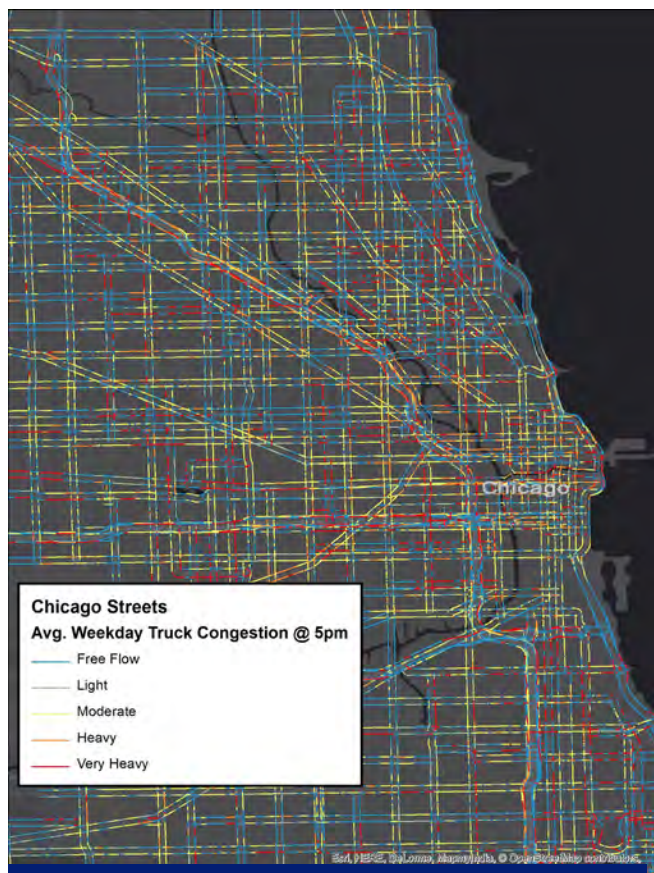 Chicago
Chicago Streets
Avg. Weekday Truck Congestion @ 5pm
Free Flow
Light
Moderate
Heavy
Very Heavy
Esri, HERE, DeLorme, MapmyIndia, © OpenStreetMap contributors,